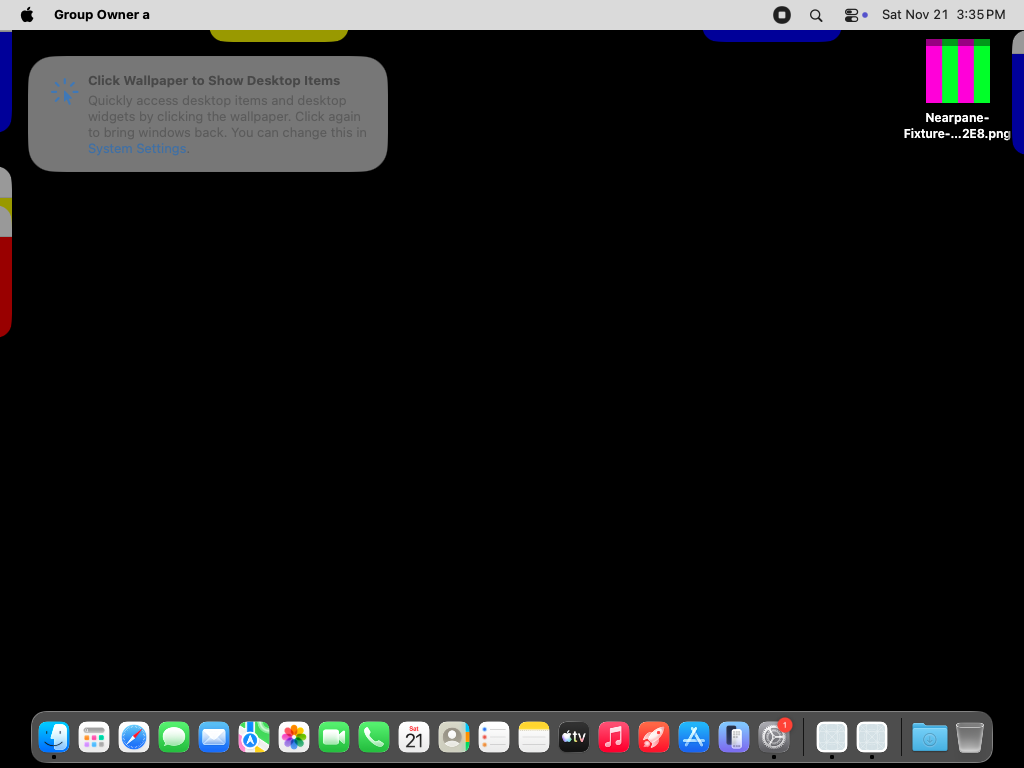 Group Owner a
Sat Nov 21 3:35 PM
Click Wallpaper to Show Desktop Items
Quickly access desktop items and desktop
widgets by clicking the wallpaper. Click again
to bring windows back. You can change this in
System Settings.
Nearpane-
Fixture-...2E8.png
Sat
21
tv
1